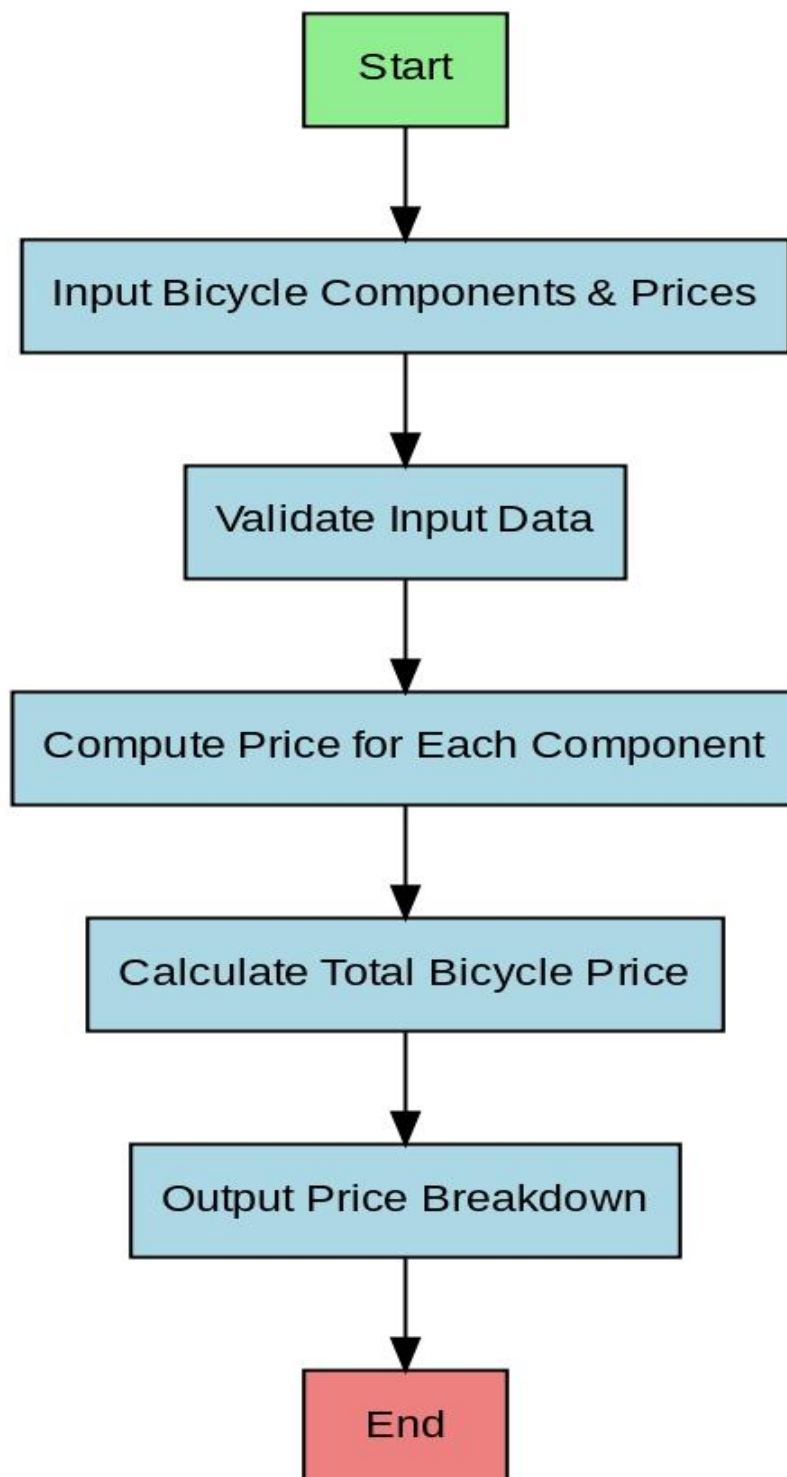 Start
Input Bicycle Components & Prices
Validate Input Data
Compute Price for Each Component
Calculate Total Bicycle Price
Output Price Breakdown
End